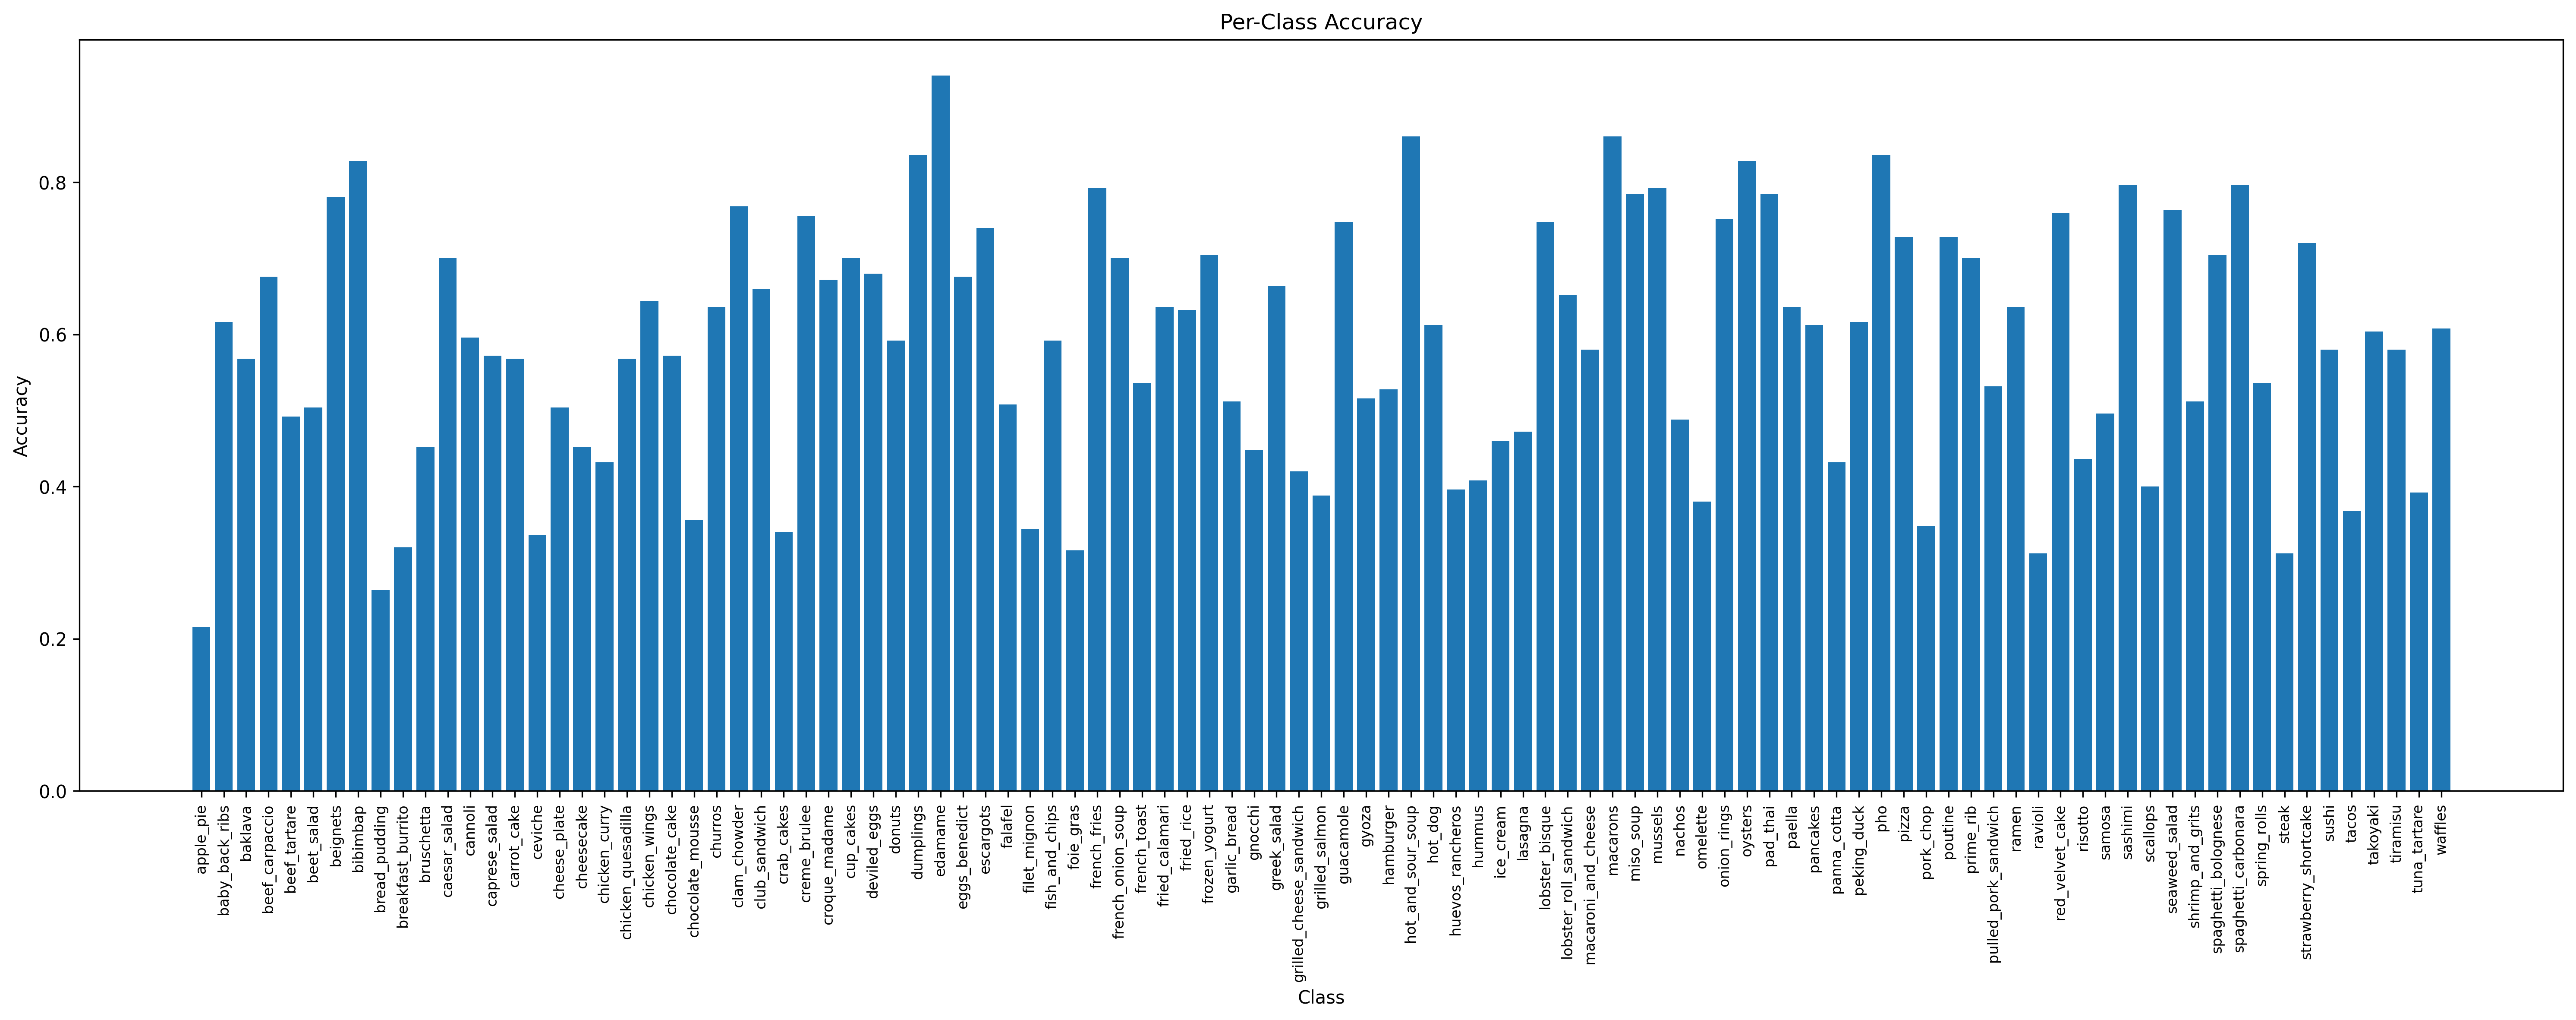 Per-Class Accuracy
Accuracy
0.8
0.6
0.4
0.2
0.0
apple_pie
baby_back_ribs
baklava
beef_carpaccio
beef_tartare
beet_salad
beignets
bibimbap
bread_pudding
breakfast_burrito
bruschetta
caesar_salad
cannoli
caprese_salad
carrot_cake
ceviche
cheese_plate
cheesecake
chicken_curry
chicken_quesadilla
chicken_wings
chocolate_cake
chocolate_mousse
churros
clam_chowder
club_sandwich
crab_cakes
creme_brulee
croque_madame
cup_cakes
deviled_eggs
donuts
dumplings
edamame
eggs_benedict
escargots
falafel
filet_mignon
fish_and_chips
foie_gras
french_fries
french_onion_soup
french_toast
fried_calamari
fried_rice
frozen_yogurt
garlic_bread
gnocchi
greek_salad
grilled_cheese_sandwich
grilled_salmon
guacamole
gyoza
hamburger
hot_and_sour_soup
hot_dog
huevos_rancheros
hummus
ice_cream
lasagna
lobster_bisque
lobster_roll_sandwich
macaroni_and_cheese
macarons
miso_soup
mussels
nachos
omelette
onion_rings
oysters
pad_thai
paella
pancakes
panna_cotta
peking_duck
pho
pizza
pork_chop
poutine
prime_rib
pulled_pork_sandwich
ramen
ravioli
red_velvet_cake
risotto
samosa
sashimi
scallops
seaweed_salad
shrimp_and_grits
spaghetti_bolognese
spaghetti_carbonara
spring_rolls
steak
strawberry_shortcake
sushi
tacos
takoyaki
tiramisu
tuna_tartare
waffles
Class